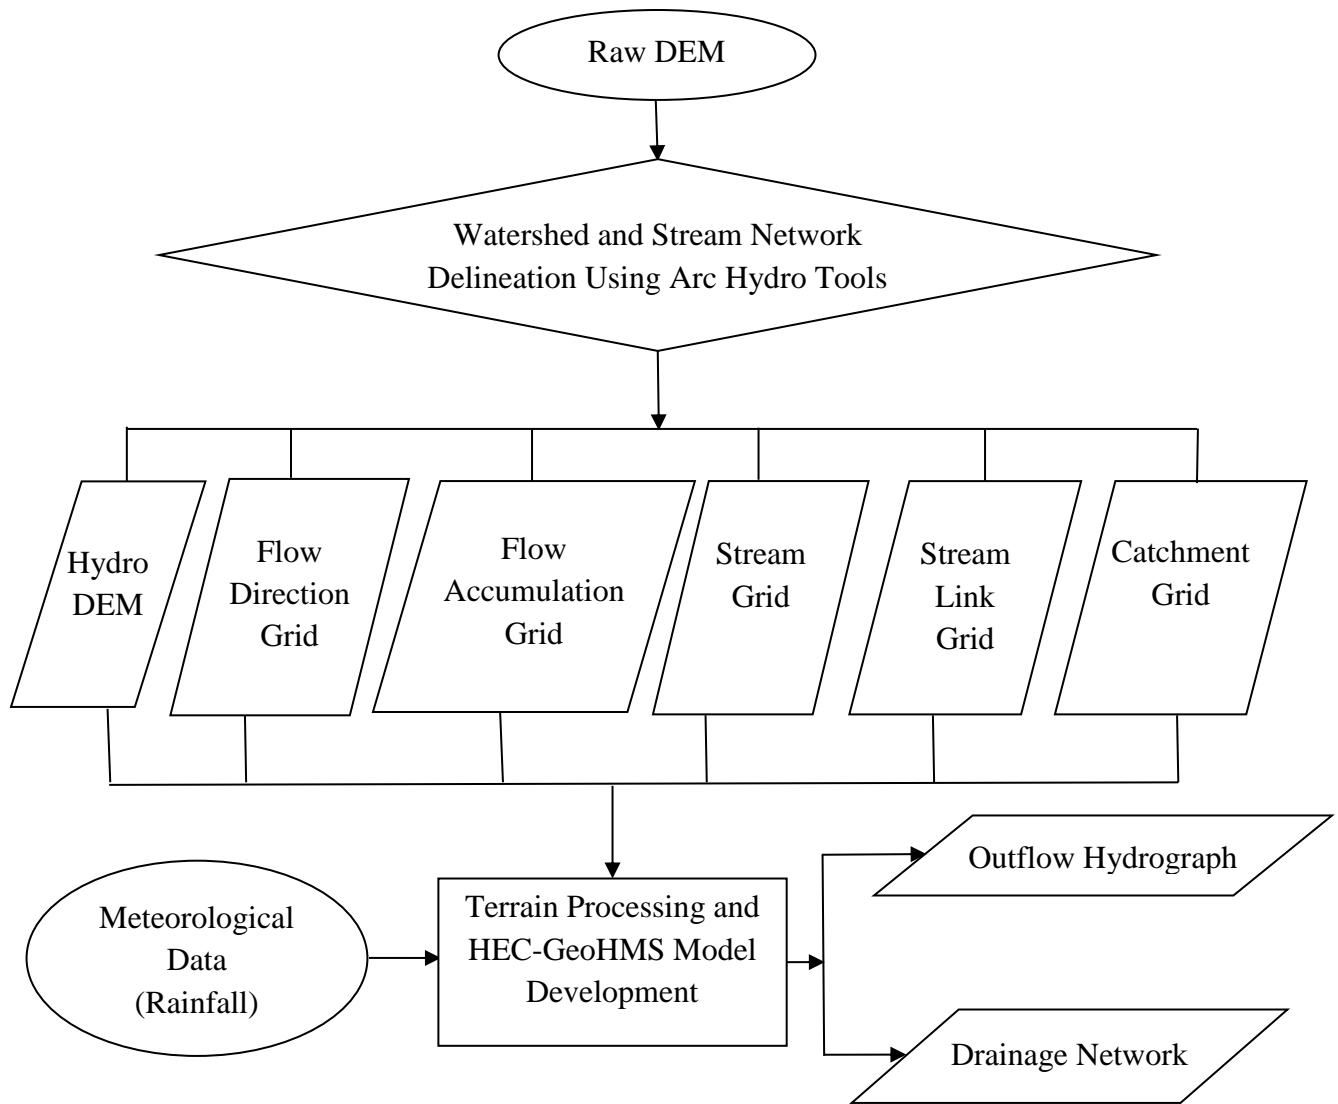 Raw DEM
Watershed and Stream Network
Delineation Using Arc Hydro Tools
Hydro
DEM
Flow
Direction
Grid
Flow
Accumulation
Grid
Stream
Grid
Stream
Link
Grid
Catchment
Grid
Meteorological
Data
(Rainfall)
Terrain Processing and
HEC-GeoHMS Model
Development
Outflow Hydrograph
Drainage Network